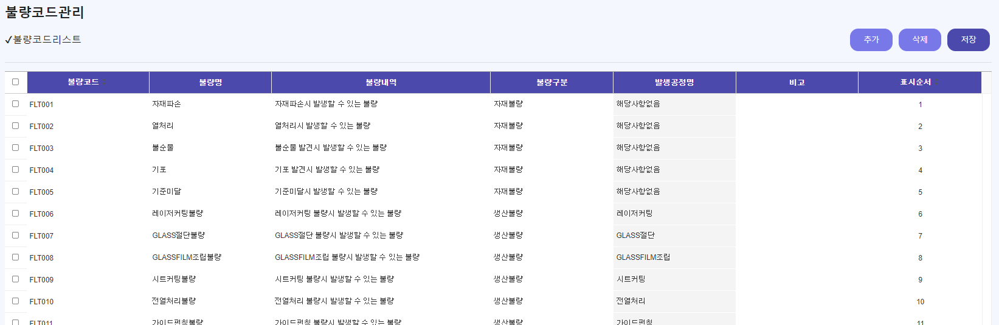 불량코드관리
✓불량코드리스트
추가 삭제 저장
불량코드 불량명 불량내역 불량구분 발생공정명 비고 표시순서
FLT001 자재파손 자재파손시 발생할 수 있는 불량 자재불량 해당사항없음 1
FLT002 열처리 열처리시 발생할 수 있는 불량 자재불량 해당사항없음 2
FLT003 불순물 불순물 발견시 발생할 수 있는 불량 자재불량 해당사항없음 3
FLT004 기포 기포 발견시 발생할 수 있는 불량 자재불량 해당사항없음 4
FLT005 기준미달 기준미달시 발생할 수 있는 불량 자재불량 해당사항없음 5
FLT006 레이저커팅불량 레이저커팅 불량시 발생할 수 있는 불량 생산불량 레이저커팅 6
FLT007 GLASS절단불량 GLASS절단 불량시 발생할 수 있는 불량 생산불량 GLASS절단 7
FLT008 GLASSFILM조립불량 GLASSFILM조립 불량시 발생할 수 있는 불량 생산불량 GLASSFILM조립 8
FLT009 시트커팅불량 시트커팅 불량시 발생할 수 있는 불량 생산불량 시트커팅 9
FLT010 전열처리불량 전열처리 불량시 발생할 수 있는 불량 생산불량 전열처리 10
FLT011 가이드펀칭불량 가이드펀칭 불량시 발생할 수 있는 불량 생산불량 가이드펀칭 11